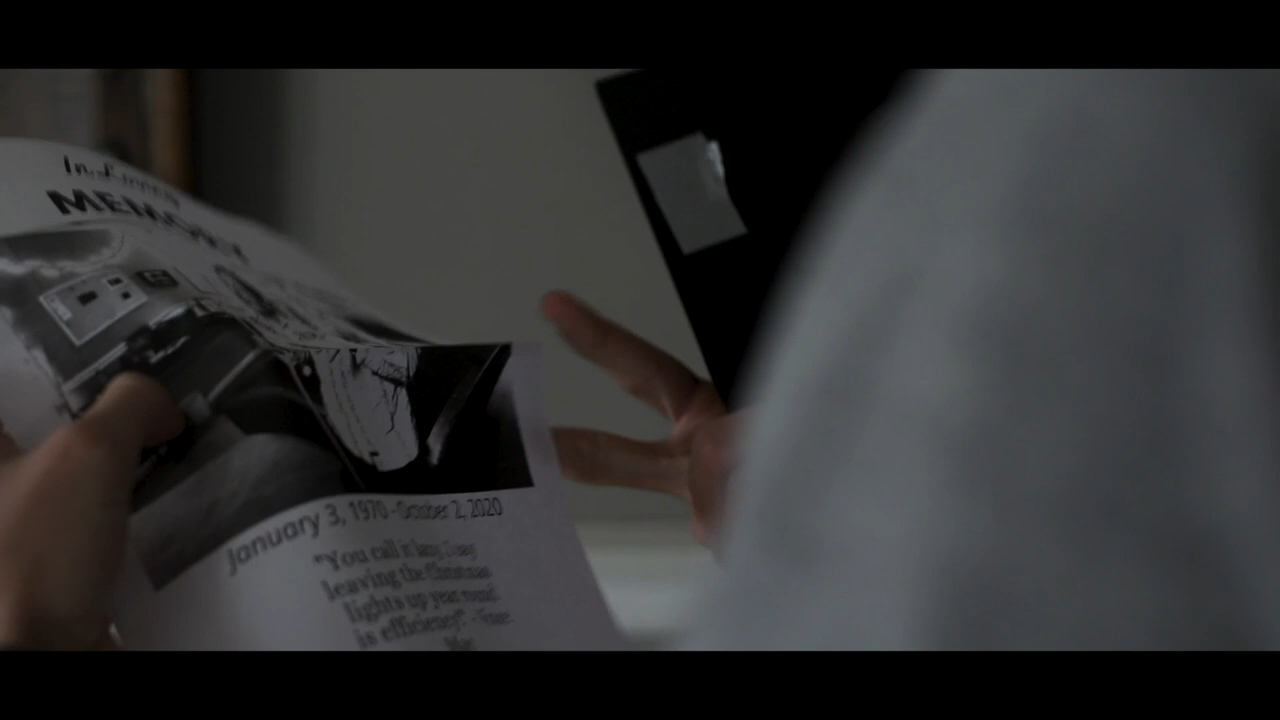 In Loving
MEMORY
January 3, 1970 - October 2, 2020
"You call it lazy, I say
leaving the Christmas
lights up year round
is efficiency". -